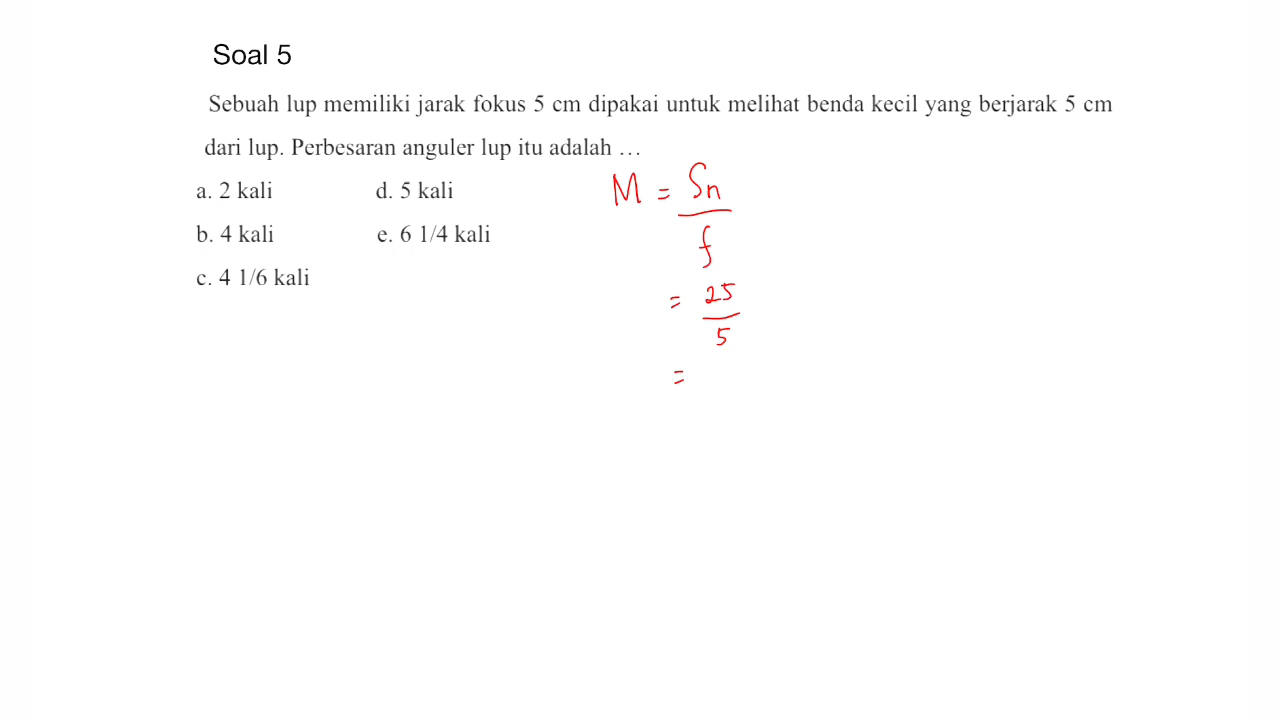 Soal 5
Sebuah lup memiliki jarak fokus 5 cm dipakai untuk melihat benda kecil yang berjarak 5 cm
dari lup. Perbesaran anguler lup itu adalah …
a. 2 kali d. 5 kali
b. 4 kali e. 6 1/4 kali
c. 4 1/6 kali
M = Sn
f
= 25
5
=